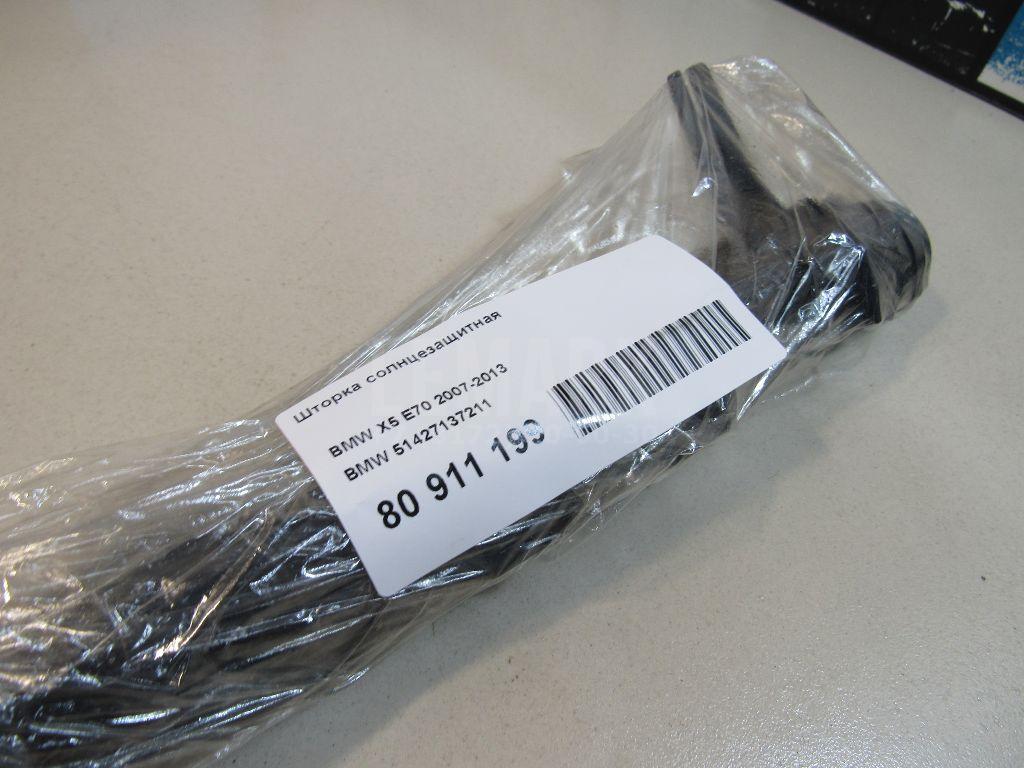 Шторка солнцезащитная
BMW X5 E70 2007-2013
BMW 51427137211
80 911 199